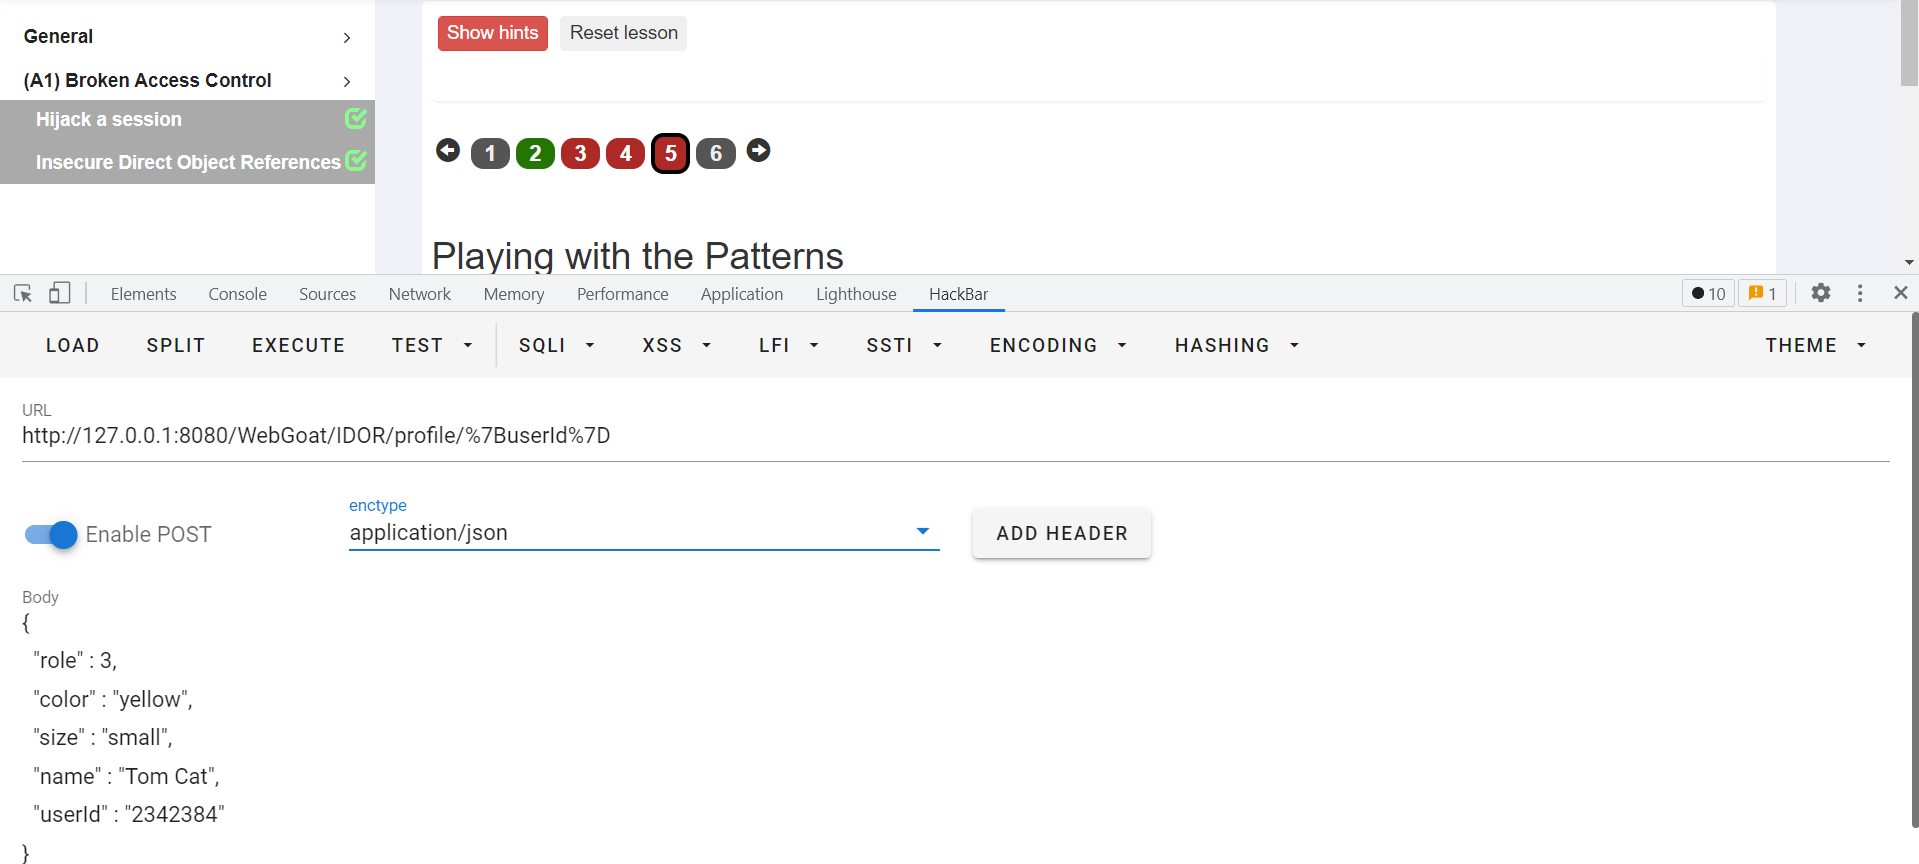 General
(A1) Broken Access Control
Hijack a session
Insecure Direct Object References
Show hints Reset lesson
1 2 3 4 5 6
Playing with the Patterns
Elements Console Sources Network Memory Performance Application Lighthouse HackBar 10 1
LOAD SPLIT EXECUTE TEST SQLI XSS LFI SSTI ENCODING HASHING THEME
URL
http://127.0.0.1:8080/WebGoat/IDOR/profile/%7BuserId%7D
enctype
Enable POST application/json ADD HEADER
Body
{
"role" : 3,
"color" : "yellow",
"size" : "small",
"name" : "Tom Cat",
"userId" : "2342384"
}